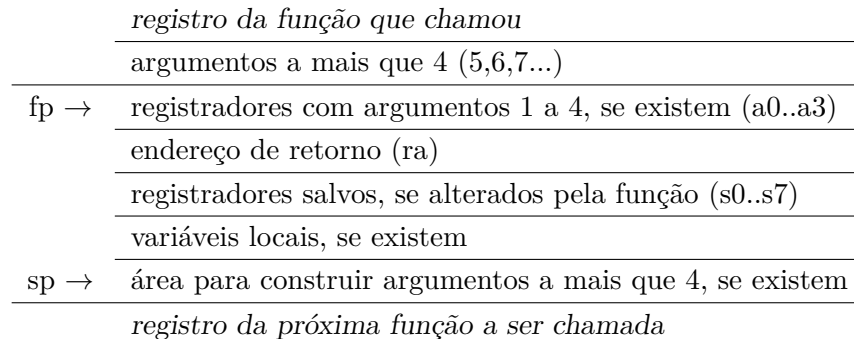 registro da função que chamou
argumentos a mais que 4 (5,6,7...)
fp → registradores com argumentos 1 a 4, se existem (a0..a3)
endereço de retorno (ra)
registradores salvos, se alterados pela função (s0..s7)
variáveis locais, se existem
sp → área para construir argumentos a mais que 4, se existem
registro da próxima função a ser chamada